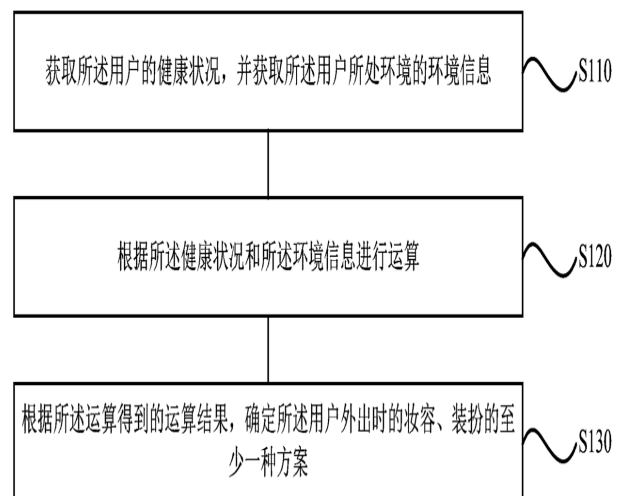 获取所述用户的健康状况，并获取所述用户所处环境的环境信息
S110
根据所述健康状况和所述环境信息进行运算
S120
根据所述运算得到的运算结果，确定所述用户外出时的妆容、装扮的至
少一种方案
S130